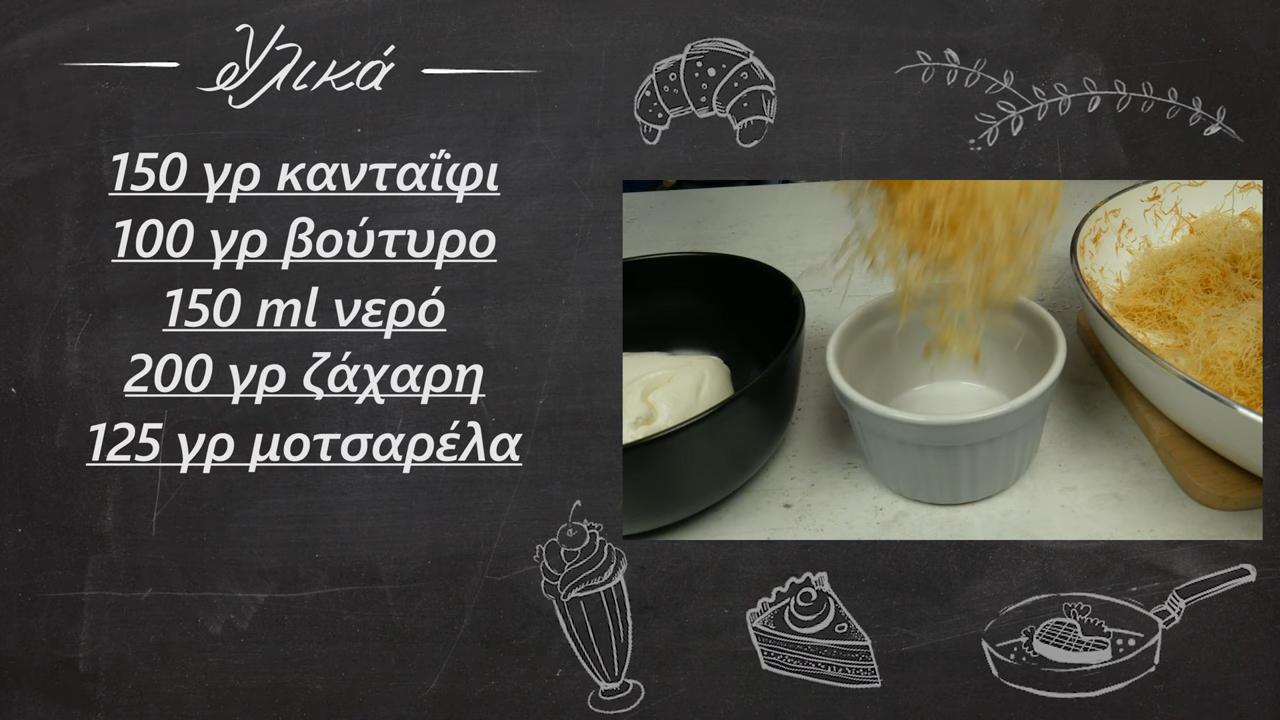 Υλικά
150 γρ κανταΐφι
100 γρ βούτυρο
150 ml νερό
200 γρ ζάχαρη
125 γρ μοτσαρέλα